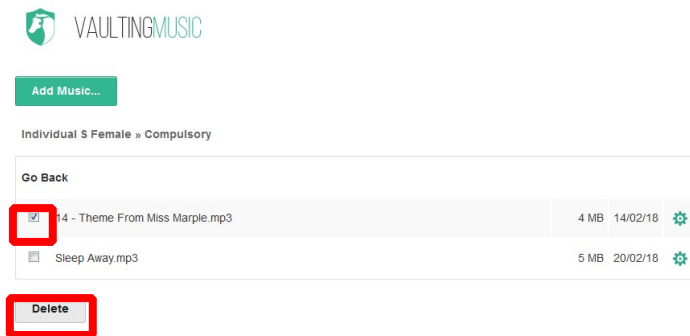 VAULTINGMUSIC
Add Music...
Individual S Female » Compulsory
Go Back
14 - Theme From Miss Marple.mp3 4 MB 14/02/18
Sleep Away.mp3 5 MB 20/02/18
Delete